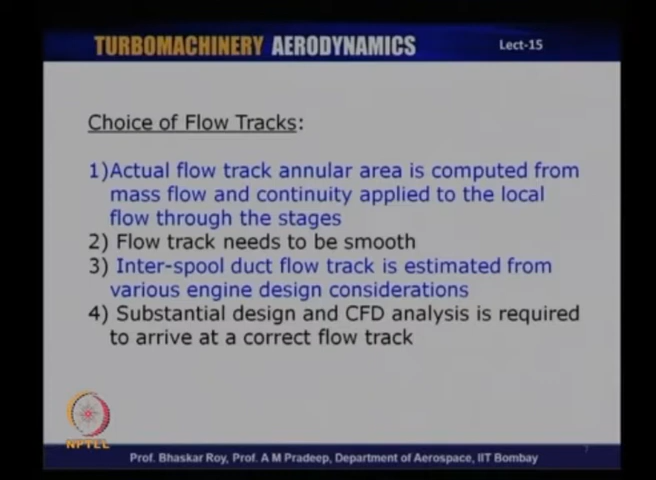 TURBOMACHINERY AERODYNAMICS
Lect-15
Choice of Flow Tracks:
1)Actual flow track annular area is computed from
mass flow and continuity applied to the local
flow through the stages
2) Flow track needs to be smooth
3) Inter-spool duct flow track is estimated from
various engine design considerations
4) Substantial design and CFD analysis is required
to arrive at a correct flow track
NPTEL
Prof. Bhaskar Roy, Prof. A M Pradeep, Department of Aerospace, IIT Bombay
7